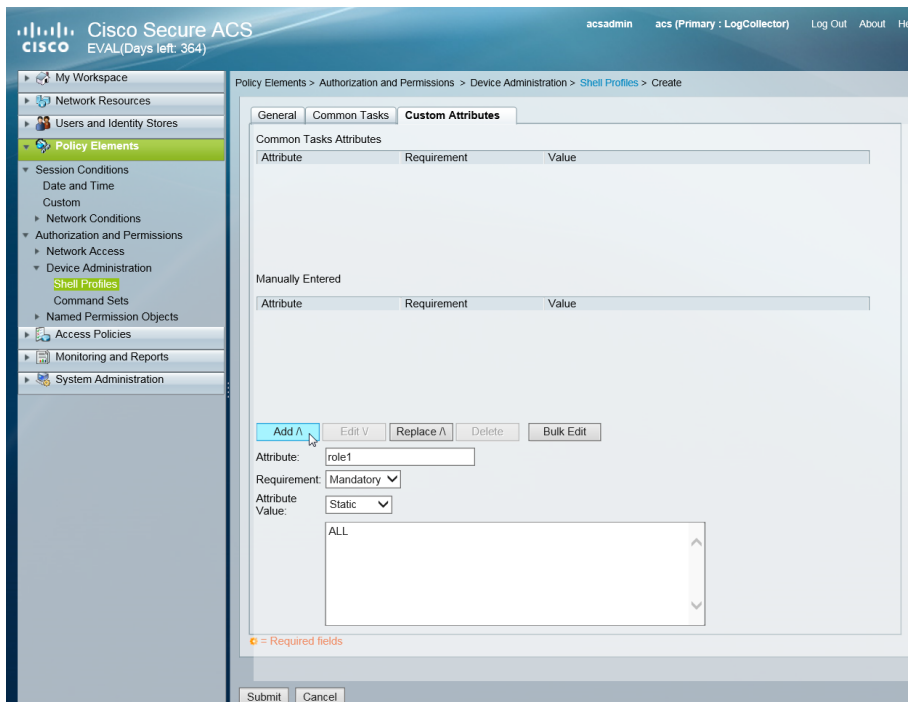 Cisco Secure ACS
CISCO EVAL(Days left: 364)
acsadmin acs (Primary : LogCollector) Log Out About He
My Workspace
Network Resources
Users and Identity Stores
Policy Elements
Session Conditions
Date and Time
Custom
Network Conditions
Authorization and Permissions
Network Access
Device Administration
Shell Profiles
Command Sets
Named Permission Objects
Access Policies
Monitoring and Reports
System Administration
Policy Elements > Authorization and Permissions > Device Administration > Shell Profiles > Create
General Common Tasks Custom Attributes
Common Tasks Attributes
Attribute Requirement Value
Manually Entered
Attribute Requirement Value
Add /\ Edit V Replace /\ Delete Bulk Edit
Attribute: role1
Requirement: Mandatory
Attribute
Value: Static
ALL
= Required fields
Submit Cancel